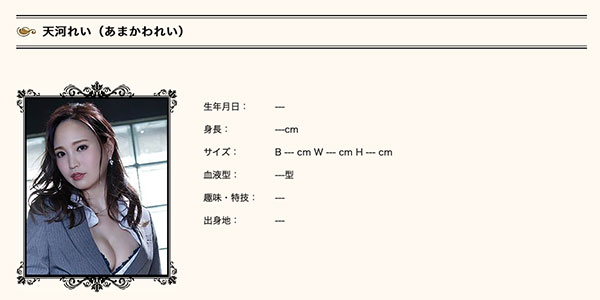 天河れい（あまかわれい）
生年月日： ---
身長： ---cm
サイズ： B --- cm W --- cm H --- cm
血液型： ---型
趣味・特技： ---
出身地： ---